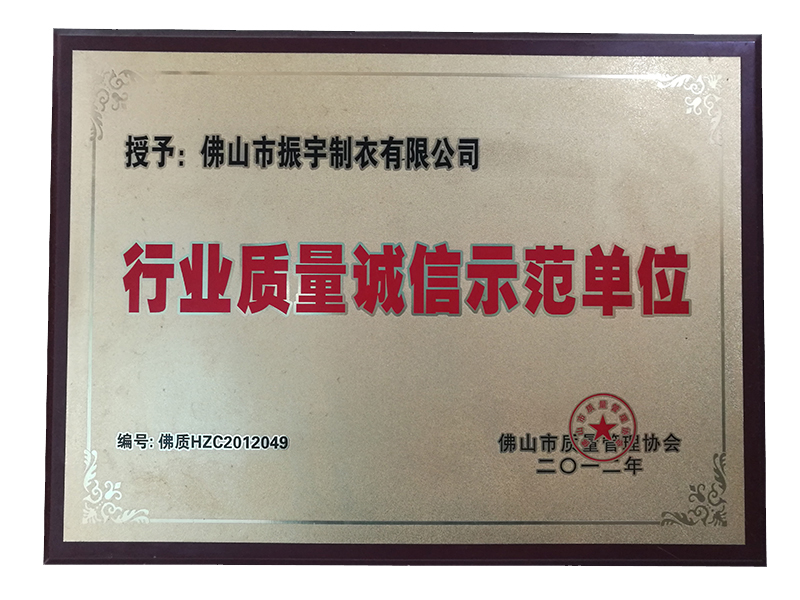 授予：佛山市振宇制衣有限公司
行业质量诚信示范单位
编号: 佛质HZC2012049
佛山市质量管理协会
二〇一二年